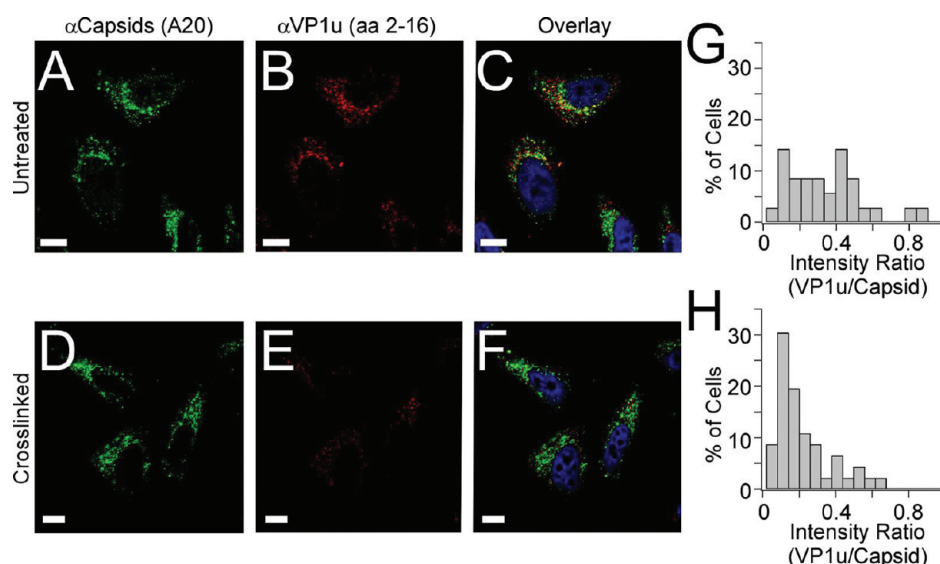 αCapsids (A20) αVP1u (aa 2-16) Overlay
Untreated
A B C
Crosslinked
D E F
G
% of Cells
30
20
10
0
0 0.4 0.8
Intensity Ratio
(VP1u/Capsid)
H
% of Cells
30
20
10
0
0 0.4 0.8
Intensity Ratio
(VP1u/Capsid)